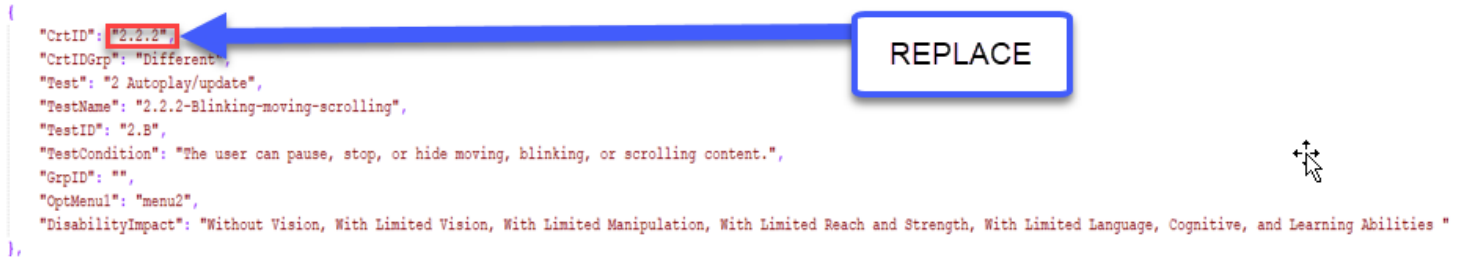 {
"CrtID": "2.2.2",
REPLACE
"CrtIDGrp": "Different",
"Test": "2 Autoplay/update",
"TestName": "2.2.2-Blinking-moving-scrolling",
"TestID": "2.B",
"TestCondition": "The user can pause, stop, or hide moving, blinking, or scrolling content.",
"GrpID": "",
"OptMenu1": "menu2",
"DisabilityImpact": "Without Vision, With Limited Vision, With Limited Manipulation, With Limited Reach and Strength, With Limited Language, Cognitive, and Learning Abilities "
},